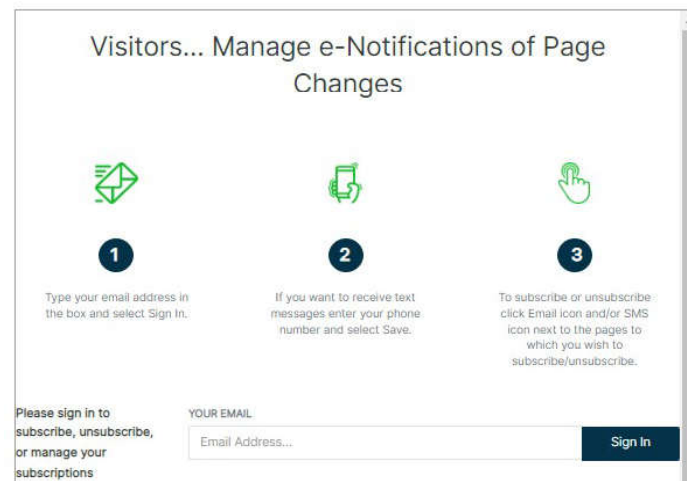 Visitors... Manage e-Notifications of Page
Changes
1
Type your email address in
the box and select Sign In.
2
If you want to receive text
messages enter your phone
number and select Save.
3
To subscribe or unsubscribe
click Email icon and/or SMS
icon next to the pages to
which you wish to
subscribe/unsubscribe.
Please sign in to
subscribe, unsubscribe,
or manage your
subscriptions
YOUR EMAIL
Email Address...
Sign In